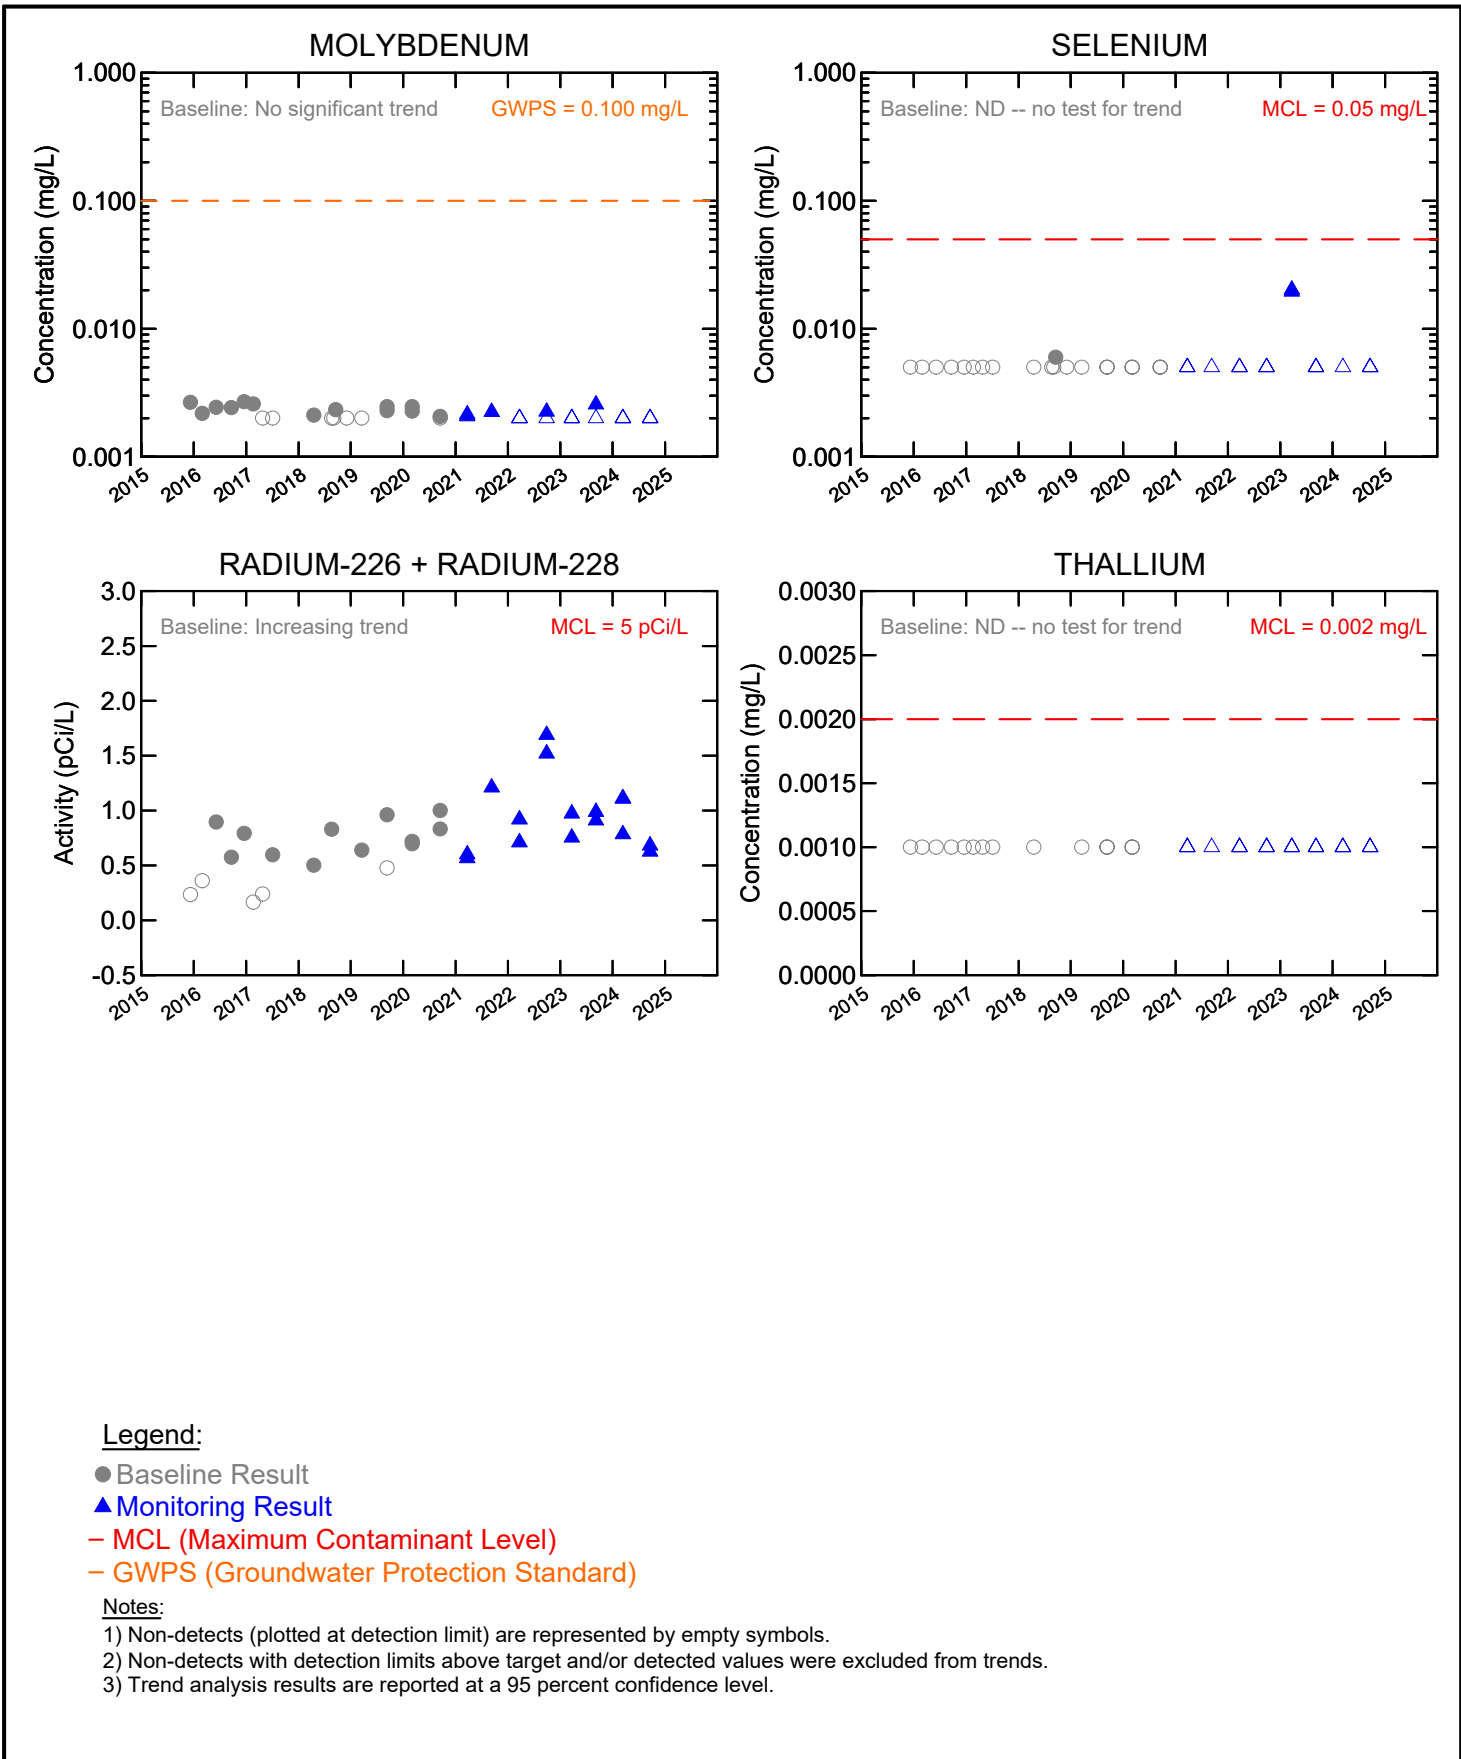 MOLYBDENUM
Concentration (mg/L)
1.000
0.100
0.010
0.001
Baseline: No significant trend
GWPS = 0.100 mg/L
2015 2016 2017 2018 2019 2020 2021 2022 2023 2024 2025
SELENIUM
Concentration (mg/L)
1.000
0.100
0.010
0.001
Baseline: ND -- no test for trend
MCL = 0.05 mg/L
2015 2016 2017 2018 2019 2020 2021 2022 2023 2024 2025
RADIUM-226 + RADIUM-228
Activity (pCi/L)
3.0
2.5
2.0
1.5
1.0
0.5
0.0
-0.5
Baseline: Increasing trend
MCL = 5 pCi/L
2015 2016 2017 2018 2019 2020 2021 2022 2023 2024 2025
THALLIUM
Concentration (mg/L)
0.0030
0.0025
0.0020
0.0015
0.0010
0.0005
0.0000
Baseline: ND -- no test for trend
MCL = 0.002 mg/L
2015 2016 2017 2018 2019 2020 2021 2022 2023 2024 2025
Legend:
Baseline Result
Monitoring Result
MCL (Maximum Contaminant Level)
GWPS (Groundwater Protection Standard)
Notes:
1) Non-detects (plotted at detection limit) are represented by empty symbols.
2) Non-detects with detection limits above target and/or detected values were excluded from trends.
3) Trend analysis results are reported at a 95 percent confidence level.